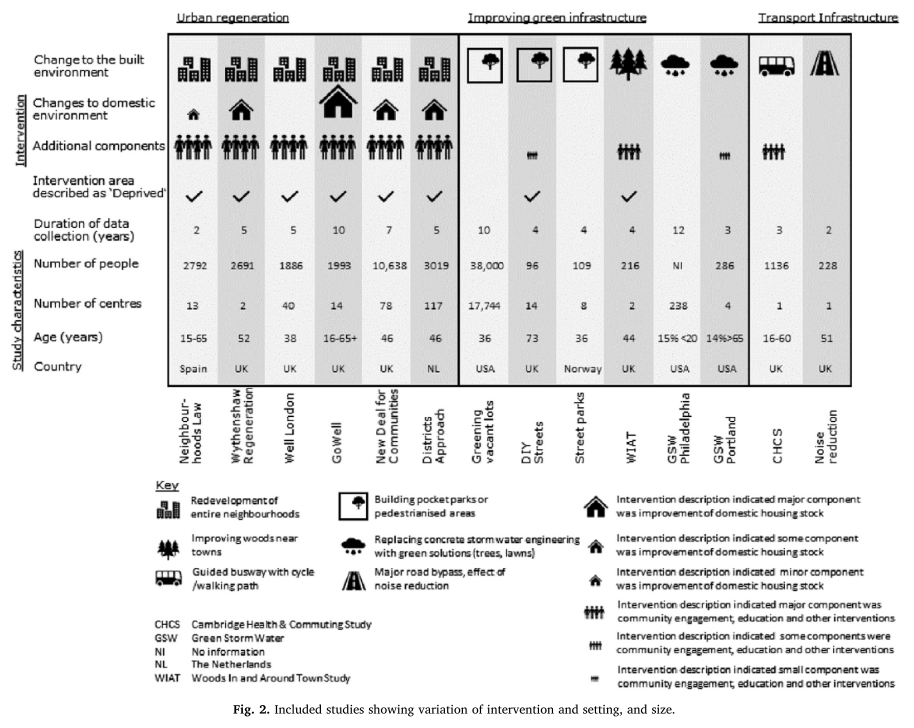 Urban regeneration Improving green infrastructure Transport Infrastructure
Change to the built
environment
Intervention
Changes to domestic
environment
Additional components
Intervention area
described as 'Deprived'
Study characteristics
Duration of data
collection (years)
2 5 5 10 7 5 10 4 4 4 12 3 3 2
Number of people
2792 2691 1886 1993 10,638 3019 38,000 96 109 216 NI 286 1136 228
Number of centres
13 2 40 14 78 117 17,744 14 8 2 238 4 1 1
Age (years)
15-65 52 38 16-65+ 46 46 36 73 36 44 15% <20 14%>65 16-60 51
Country
Spain UK UK UK UK NL USA UK Norway UK USA USA UK UK
Neighbour-
hoods Law
Wythenshaw
Regeneration
Well London
GoWell
New Deal for
Communities
Districts
Approach
Greening
vacant lots
DIY
Streets
Street parks
WIAT
GSW
Philadelphia
GSW
Portland
CHCS
Noise
reduction
Key
Redevelopment of
entire neighbourhoods
Improving woods near
towns
Guided busway with cycle
/walking path
Building pocket parks or
pedestrianised areas
Replacing concrete storm water engineering
with green solutions (trees, lawns)
Major road bypass, effect of
noise reduction
Intervention description indicated major component
was improvement of domestic housing stock
Intervention description indicated some component
was improvement of domestic housing stock
Intervention description indicated minor component
was improvement of domestic housing stock
Intervention description indicated major component was
community engagement, education and other interventions
Intervention description indicated some components were
community engagement, education and other interventions
Intervention description indicated small component was
community engagement, education and other interventions
CHCS Cambridge Health & Commuting Study
GSW Green Storm Water
NI No information
NL The Netherlands
WIAT Woods In and Around Town Study
Fig. 2. Included studies showing variation of intervention and setting, and size.